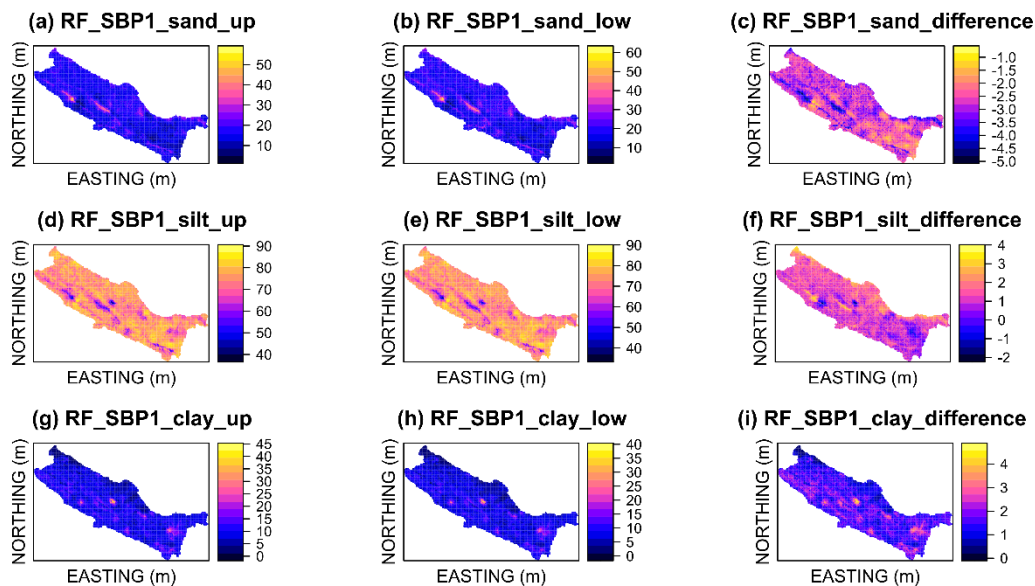 (a) RF_SBP1_sand_up
NORTHING (m)
50
40
30
20
10
EASTING (m)
(b) RF_SBP1_sand_low
NORTHING (m)
60
50
40
30
20
10
EASTING (m)
(c) RF_SBP1_sand_difference
NORTHING (m)
-1.0
-1.5
-2.0
-2.5
-3.0
-3.5
-4.0
-4.5
-5.0
EASTING (m)
(d) RF_SBP1_silt_up
NORTHING (m)
90
80
70
60
50
40
EASTING (m)
(e) RF_SBP1_silt_low
NORTHING (m)
90
80
70
60
50
40
EASTING (m)
(f) RF_SBP1_silt_difference
NORTHING (m)
4
3
2
1
0
-1
-2
EASTING (m)
(g) RF_SBP1_clay_up
NORTHING (m)
45
40
35
30
25
20
15
10
5
0
EASTING (m)
(h) RF_SBP1_clay_low
NORTHING (m)
40
35
30
25
20
15
10
5
0
EASTING (m)
(i) RF_SBP1_clay_difference
NORTHING (m)
4
3
2
1
0
EASTING (m)